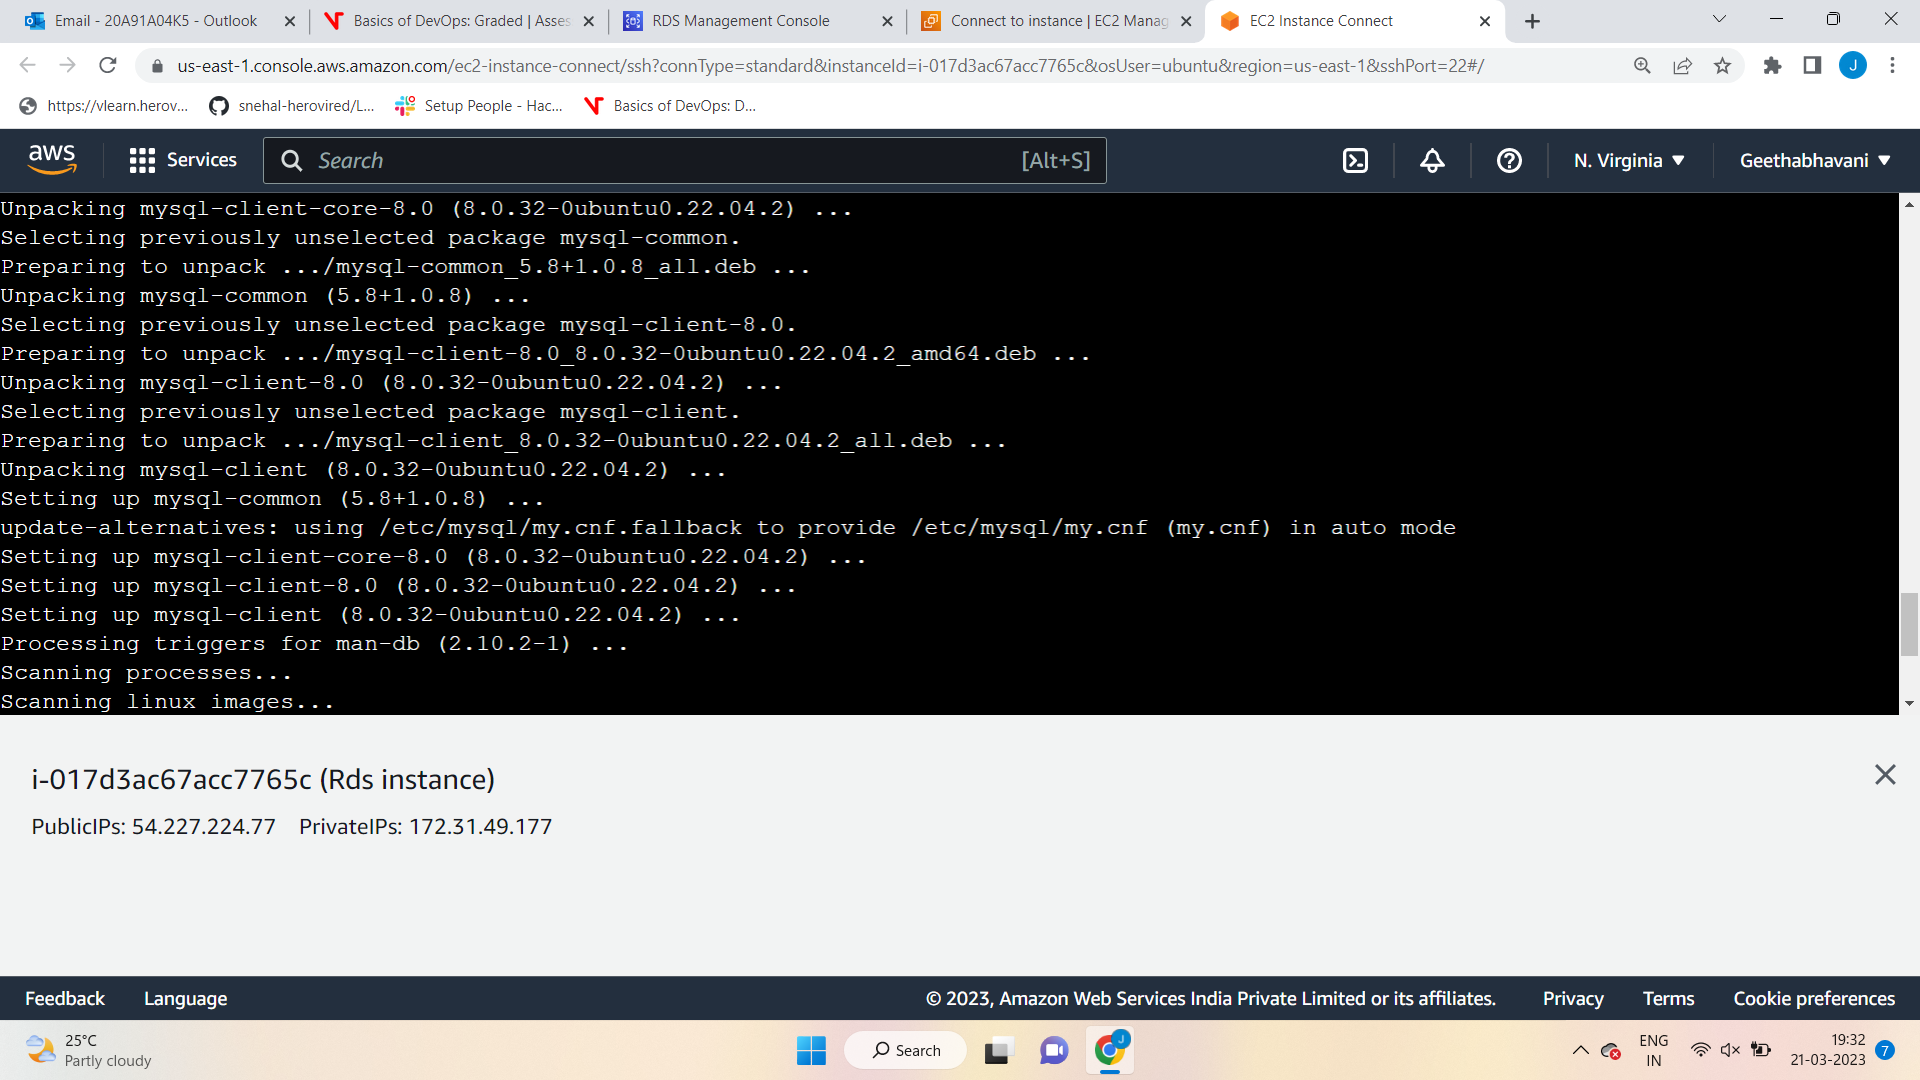 Email - 20A91A04K5 - Outlook
Basics of DevOps: Graded | Asses
RDS Management Console
Connect to instance | EC2 Manag
EC2 Instance Connect
us-east-1.console.aws.amazon.com/ec2-instance-connect/ssh?connType=standard&instanceId=i-017d3ac67acc7765c&osUser=ubuntu&region=us-east-1&sshPort=22#/
J
https://vlearn.herov...
snehal-herovired/L...
Setup People - Hac...
Basics of DevOps: D...
aws
Services
Search
[Alt+S]
N. Virginia
Geethabhavani
Unpacking mysql-client-core-8.0 (8.0.32-0ubuntu0.22.04.2) ...
Selecting previously unselected package mysql-common.
Preparing to unpack .../mysql-common_5.8+1.0.8_all.deb ...
Unpacking mysql-common (5.8+1.0.8) ...
Selecting previously unselected package mysql-client-8.0.
Preparing to unpack .../mysql-client-8.0_8.0.32-0ubuntu0.22.04.2_amd64.deb ...
Unpacking mysql-client-8.0 (8.0.32-0ubuntu0.22.04.2) ...
Selecting previously unselected package mysql-client.
Preparing to unpack .../mysql-client_8.0.32-0ubuntu0.22.04.2_all.deb ...
Unpacking mysql-client (8.0.32-0ubuntu0.22.04.2) ...
Setting up mysql-common (5.8+1.0.8) ...
update-alternatives: using /etc/mysql/my.cnf.fallback to provide /etc/mysql/my.cnf (my.cnf) in auto mode
Setting up mysql-client-core-8.0 (8.0.32-0ubuntu0.22.04.2) ...
Setting up mysql-client-8.0 (8.0.32-0ubuntu0.22.04.2) ...
Setting up mysql-client (8.0.32-0ubuntu0.22.04.2) ...
Processing triggers for man-db (2.10.2-1) ...
Scanning processes...
Scanning linux images...
i-017d3ac67acc7765c (Rds instance)
PublicIPs: 54.227.224.77 PrivateIPs: 172.31.49.177
Feedback
Language
© 2023, Amazon Web Services India Private Limited or its affiliates.
Privacy
Terms
Cookie preferences
25°C
Partly cloudy
Search
J
ENG
IN
19:32
21-03-2023
7